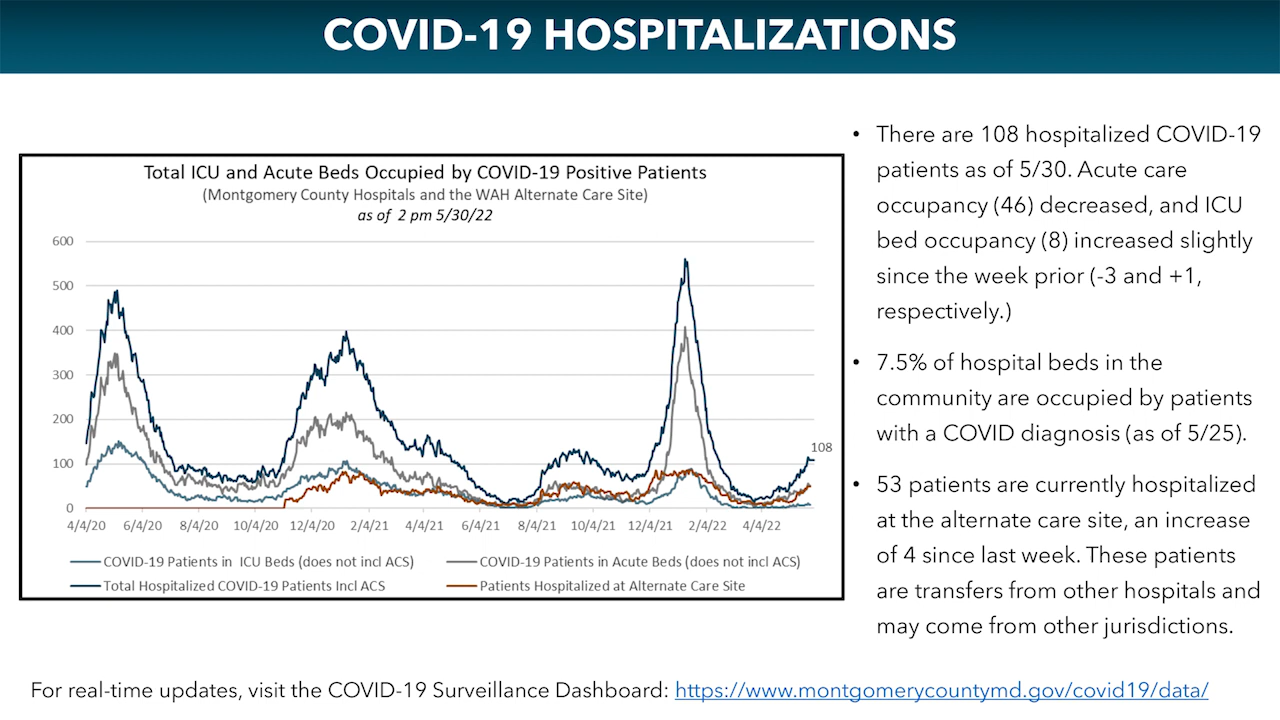 COVID-19 HOSPITALIZATIONS
Total ICU and Acute Beds Occupied by COVID-19 Positive Patients
(Montgomery County Hospitals and the WAH Alternate Care Site)
as of 2 pm 5/30/22
600
500
400
300
200
100
0
108
4/4/20 6/4/20 8/4/20 10/4/20 12/4/20 2/4/21 4/4/21 6/4/21 8/4/21 10/4/21 12/4/21 2/4/22 4/4/22
COVID-19 Patients in ICU Beds (does not incl ACS) COVID-19 Patients in Acute Beds (does not incl ACS)
Total Hospitalized COVID-19 Patients Incl ACS Patients Hospitalized at Alternate Care Site
• There are 108 hospitalized COVID-19
patients as of 5/30. Acute care
occupancy (46) decreased, and ICU
bed occupancy (8) increased slightly
since the week prior (-3 and +1,
respectively.)
• 7.5% of hospital beds in the
community are occupied by patients
with a COVID diagnosis (as of 5/25).
• 53 patients are currently hospitalized
at the alternate care site, an increase
of 4 since last week. These patients
are transfers from other hospitals and
may come from other jurisdictions.
For real-time updates, visit the COVID-19 Surveillance Dashboard: https://www.montgomerycountymd.gov/covid19/data/